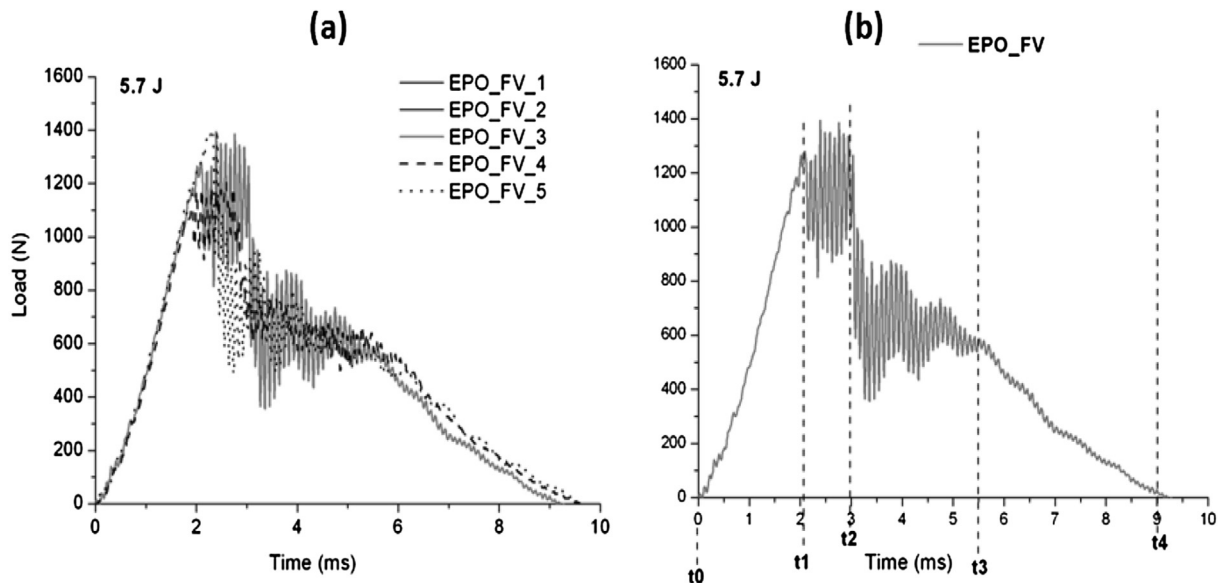 (a)
5.7 J
EPO_FV_1
EPO_FV_2
EPO_FV_3
EPO_FV_4
EPO_FV_5
1600
1400
1200
1000
800
600
400
200
0
Load (N)
0 2 4 6 8 10
Time (ms)
(b)
EPO_FV
5.7 J
1600
1400
1200
1000
800
600
400
200
0
0 1 2 3 4 5 6 7 8 9 10
t0 t1 t2 t3 t4
Time (ms)